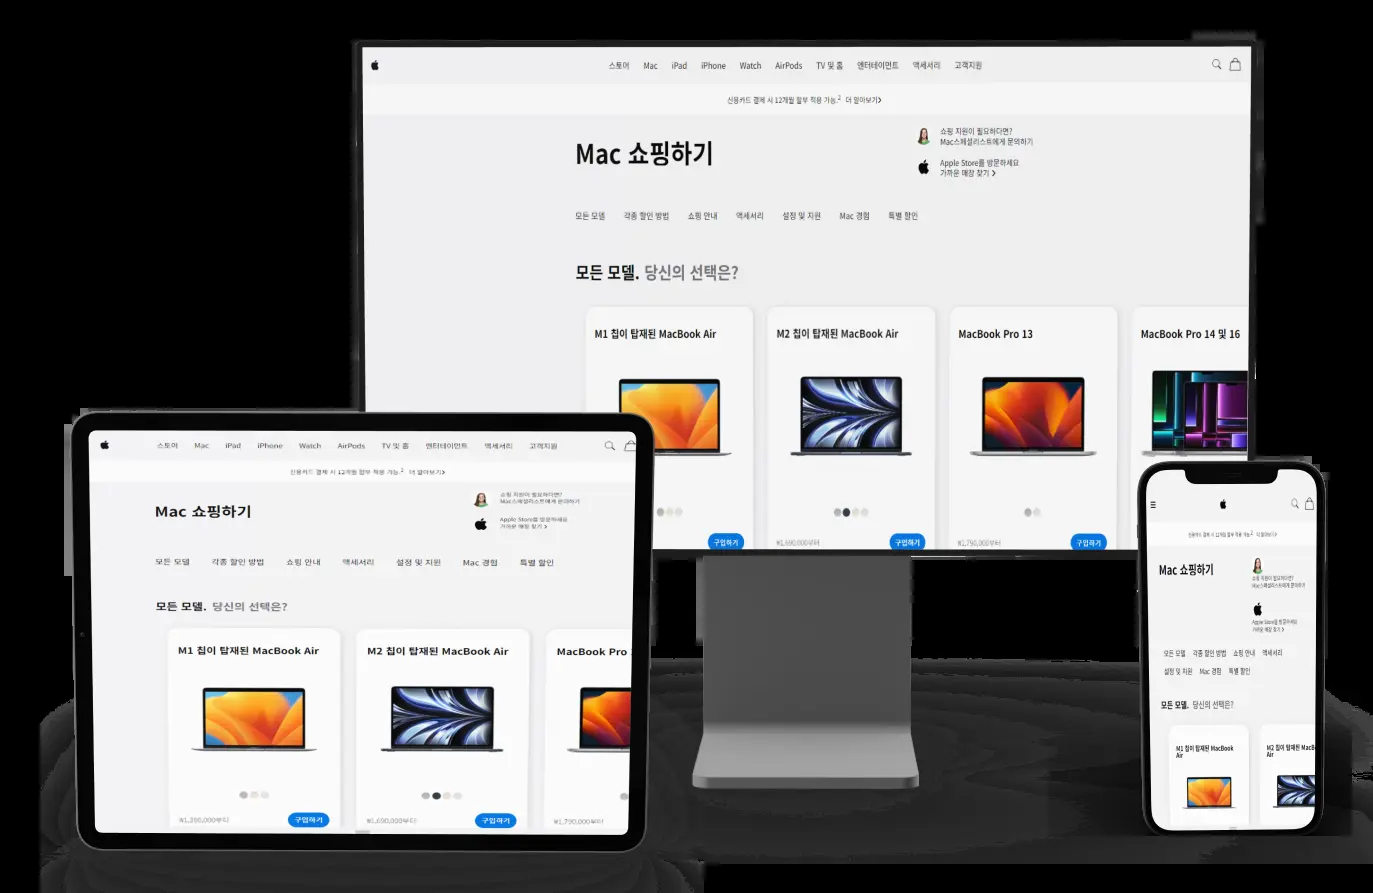 스토어 Mac iPad iPhone Watch AirPods TV 및 홈 엔터테인먼트 액세서리 고객지원
신용카드 결제 시 12개월 할부 적용 가능.2 더 알아보기>
Mac 쇼핑하기
쇼핑 지원이 필요하다면?
Mac스페셜리스트에게 문의하기
Apple Store를 방문하세요
가까운 매장 찾기 >
모든 모델 각종 할인 방법 쇼핑 안내 액세서리 설정 및 지원 Mac 경험 특별 할인
모든 모델. 당신의 선택은?
M1 칩이 탑재된 MacBook Air M2 칩이 탑재된 MacBook Air MacBook Pro 13 MacBook Pro 14 및 16
구입하기 ₩1,690,000부터 구입하기 ₩1,790,000부터 구입하기
스토어 Mac iPad iPhone Watch AirPods TV 및 홈 엔터테인먼트 액세서리 고객지원
신용카드 결제 시 12개월 할부 적용 가능.2 더 알아보기>
Mac 쇼핑하기
쇼핑 지원이 필요하다면?
Mac스페셜리스트에게 문의하기
Apple Store를 방문하세요
가까운 매장 찾기 >
모든 모델 각종 할인 방법 쇼핑 안내 액세서리 설정 및 지원 Mac 경험 특별 할인
모든 모델. 당신의 선택은?
M1 칩이 탑재된 MacBook Air M2 칩이 탑재된 MacBook Air MacBook Pro
₩1,390,000부터 구입하기 ₩1,690,000부터 구입하기 ₩1,790,000부터
신용카드 결제 시 12개월 할부 적용 가능.2 더 알아보기>
Mac 쇼핑하기
쇼핑 지원이 필요하다면?
Mac스페셜리스트에게 문의하기
Apple Store를 방문하세요
가까운 매장 찾기 >
모든 모델 각종 할인 방법 쇼핑 안내 액세서리
설정 및 지원 Mac 경험 특별 할인
모든 모델. 당신의 선택은?
M1 칩이 탑재된 MacBook
Air
M2 칩이 탑재된 MacB
Air